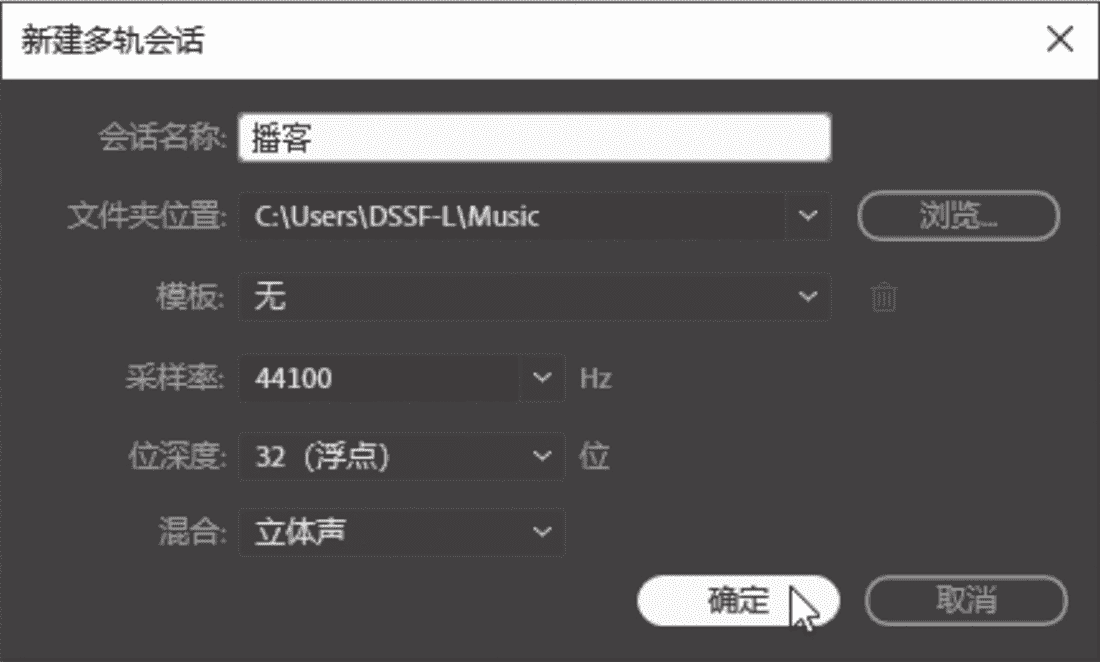 新建多轨会话
会话名称: 播客
文件夹位置: C:\Users\DSSF-L\Music 浏览...
模板: 无
采样率: 44100 Hz
位深度: 32 (浮点) 位
混合: 立体声
确定 取消